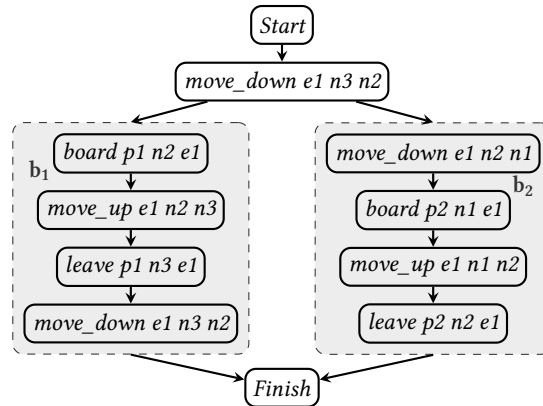 Start
move_down e1 n3 n2
b1
board p1 n2 e1
move_up e1 n2 n3
leave p1 n3 e1
move_down e1 n3 n2
b2
move_down e1 n2 n1
board p2 n1 e1
move_up e1 n1 n2
leave p2 n2 e1
Finish